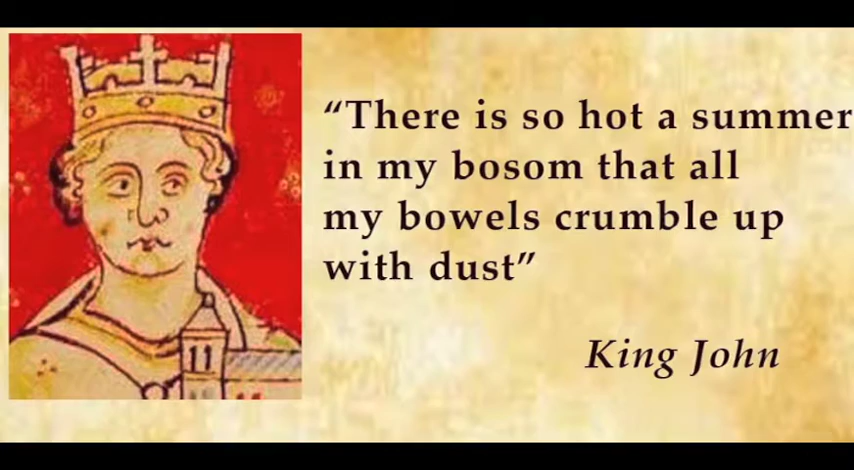 “There is so hot a summer
in my bosom that all
my bowels crumble up
with dust”
King John